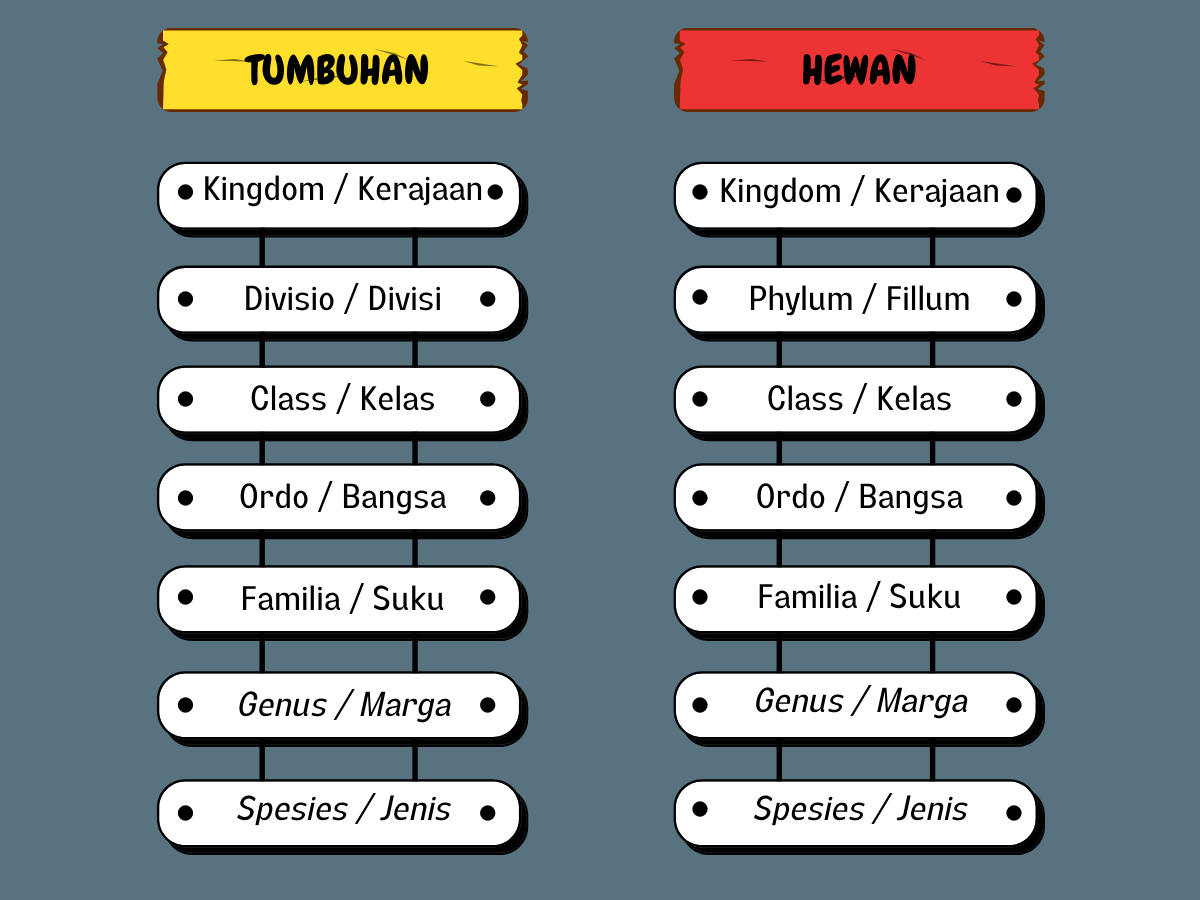 TUMBUHAN
Kingdom / Kerajaan
Divisio / Divisi
Class / Kelas
Ordo / Bangsa
Familia / Suku
Genus / Marga
Spesies / Jenis
HEWAN
Kingdom / Kerajaan
Phylum / Fillum
Class / Kelas
Ordo / Bangsa
Familia / Suku
Genus / Marga
Spesies / Jenis